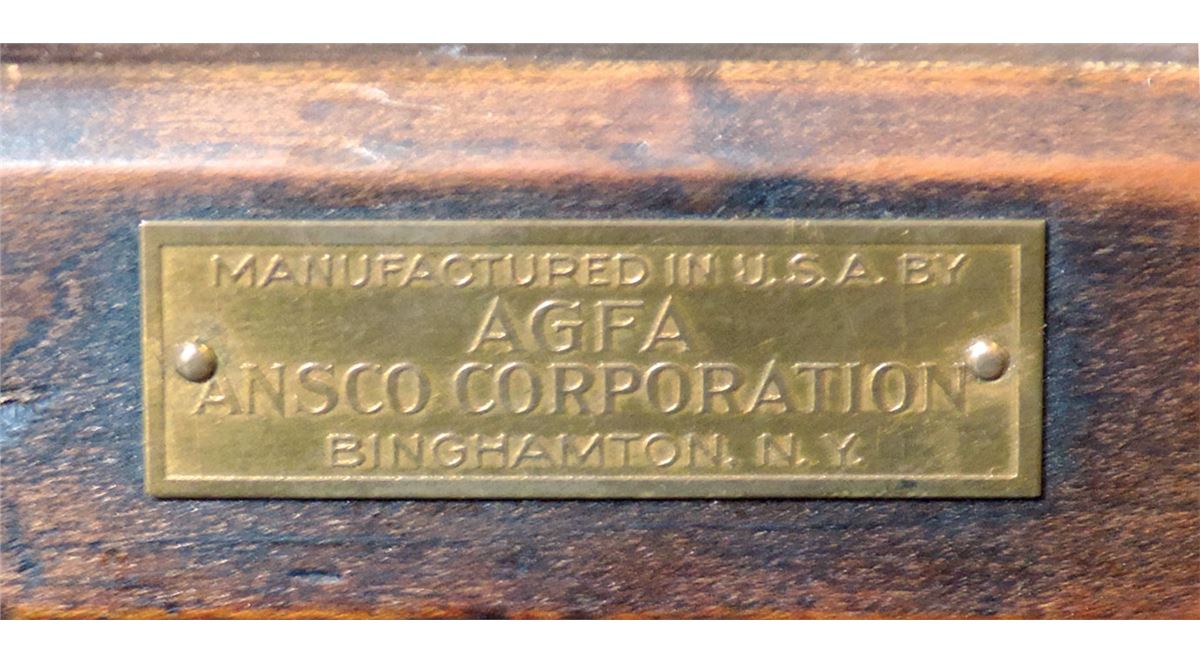 MANUFACTURED IN U.S.A. BY
AGFA
ANSCO CORPORATION
BINGHAMTON, N.Y.